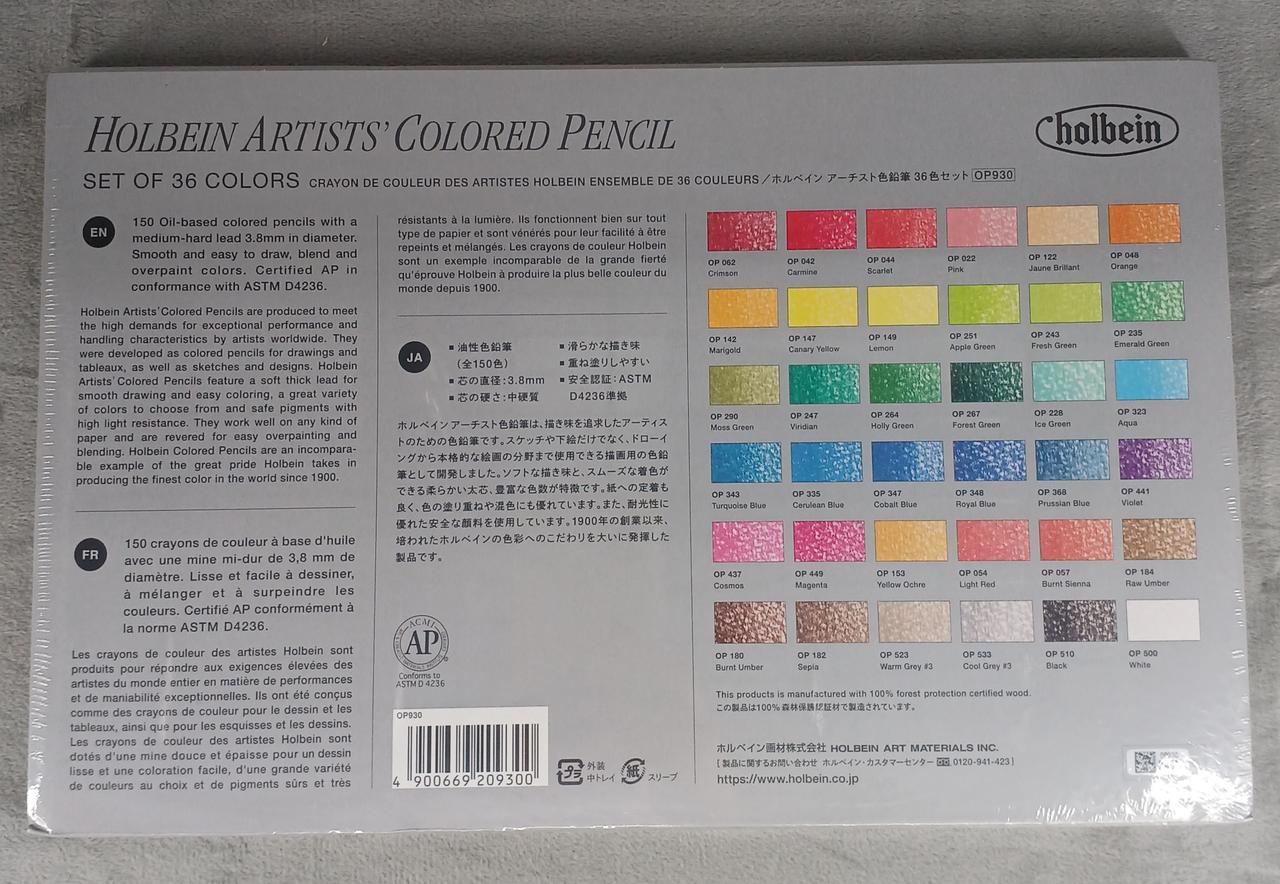 HOLBEIN ARTISTS' COLORED PENCIL
holbein
SET OF 36 COLORS CRAYON DE COULEUR DES ARTISTES HOLBEIN ENSEMBLE DE 36 COULEURS/ホルベイン アーチスト色鉛筆 36色セット OP930
EN
150 Oil-based colored pencils with a
medium-hard lead 3.8mm in diameter.
Smooth and easy to draw, blend and
overpaint colors. Certified AP in
conformance with ASTM D4236.
Holbein Artists' Colored Pencils are produced to meet
the high demands for exceptional performance and
handling characteristics by artists worldwide. They
were developed as colored pencils for drawings and
tableaux, as well as sketches and designs. Holbein
Artists' Colored Pencils feature a soft thick lead for
smooth drawing and easy coloring, a great variety
of colors to choose from and safe pigments with
high light resistance. They work well on any kind of
paper and are revered for easy overpainting and
blending. Holbein Colored Pencils are an incompara-
ble example of the great pride Holbein takes in
producing the finest color in the world since 1900.
FR
150 crayons de couleur à base d'huile
avec une mine mi-dur de 3,8 mm de
diamètre. Lisse et facile à dessiner,
à mélanger et à surpeindre les
couleurs. Certifié AP conformément à
la norme ASTM D4236.
Les crayons de couleur des artistes Holbein sont
produits pour répondre aux exigences élevées des
artistes du monde entier en matière de performances
et de maniabilité exceptionnelles. Ils ont été conçus
comme des crayons de couleur pour le dessin et les
tableaux, ainsi que pour les esquisses et les dessins.
Les crayons de couleur des artistes Holbein sont
dotés d'une mine douce et épaisse pour un dessin
lisse et une coloration facile, d'une grande variété
de couleurs au choix et de pigments sûrs et très
résistants à la lumière. Ils fonctionnent bien sur tout
type de papier et sont vénérés pour leur facilité à être
repeints et mélangés. Les crayons de couleur Holbein
sont un exemple incomparable de la grande fierté
qu'éprouve Holbein à produire la plus belle couleur du
monde depuis 1900.
JA
▪ 油性色鉛筆
(全150色)
▪ 芯の直径:3.8mm
▪ 芯の硬さ:中硬質
▪ 滑らかな描き味
▪ 重ね塗りしやすい
▪ 安全認証:ASTM
D4236準拠
ホルベイン アーチスト色鉛筆は、描き味を追求したアーティス
トのための色鉛筆です。スケッチや下絵だけでなく、ドローイ
ングから本格的な絵画の分野まで使用できる描画用の色鉛
筆として開発しました。ソフトな描き味と、スムーズな着色が
できる柔らかい太芯、豊富な色数が特徴です。紙への定着も
良く、色の塗り重ねや混色にも優れています。また、耐光性に
優れた安全な顔料を使用しています。1900年の創業以来、
培われたホルベインの色彩へのこだわりを大いに発揮した
製品です。
ACMI
AP
Conforms to
ASTM D 4236
OP930
4 900669 209300
プラ 外装
中トレイ
紙 スリーブ
OP 062 OP 042 OP 044 OP 022 OP 122 OP 048
Crimson Carmine Scarlet Pink Jaune Brillant Orange
OP 142 OP 147 OP 149 OP 251 OP 243 OP 235
Marigold Canary Yellow Lemon Apple Green Fresh Green Emerald Green
OP 290 OP 247 OP 264 OP 267 OP 228 OP 323
Moss Green Viridian Holly Green Forest Green Ice Green Aqua
OP 343 OP 335 OP 347 OP 348 OP 368 OP 441
Turquoise Blue Cerulean Blue Cobalt Blue Royal Blue Prussian Blue Violet
OP 437 OP 449 OP 153 OP 054 OP 057 OP 184
Cosmos Magenta Yellow Ochre Light Red Burnt Sienna Raw Umber
OP 180 OP 182 OP 523 OP 533 OP 510 OP 500
Burnt Umber Sepia Warm Grey #3 Cool Grey #3 Black White
This products is manufactured with 100% forest protection certified wood.
この製品は100%森林保護認証材で製造されています。
ホルベイン画材株式会社 HOLBEIN ART MATERIALS INC.
[ 製品に関するお問い合わせ ホルベイン・カスタマーセンター 0120-941-423 ]
https://www.holbein.co.jp